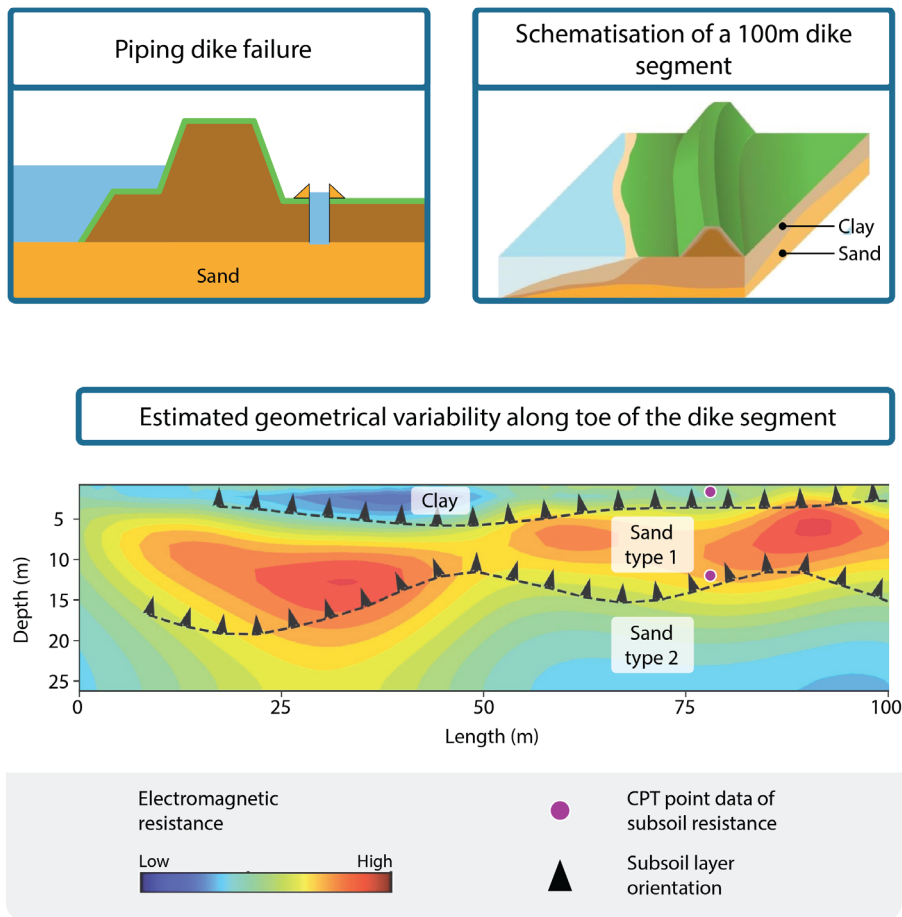 Piping dike failure
Sand
Schematisation of a 100m dike
segment
Clay
Sand
Estimated geometrical variability along toe of the dike segment
Clay
Sand
type 1
Sand
type 2
Depth (m)
5
10
15
20
25
0
25
50
75
100
Length (m)
Electromagnetic
resistance
Low
High
CPT point data of
subsoil resistance
Subsoil layer
orientation